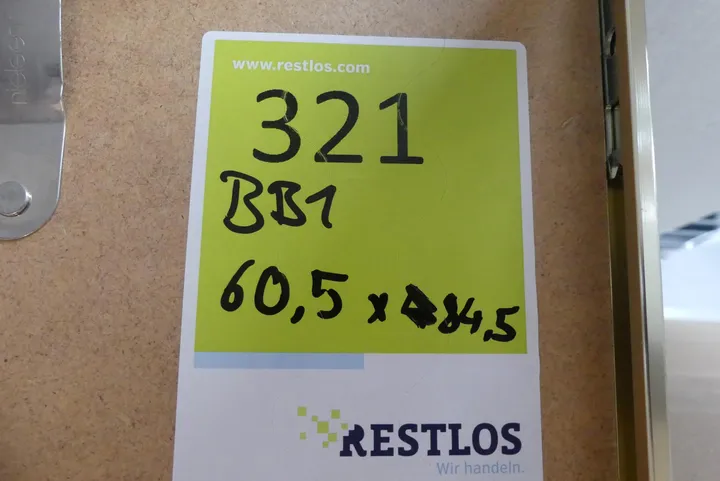 www.restlos.com
321
BB1
60,5 x 84,5
RESTLOS
Wir handeln.